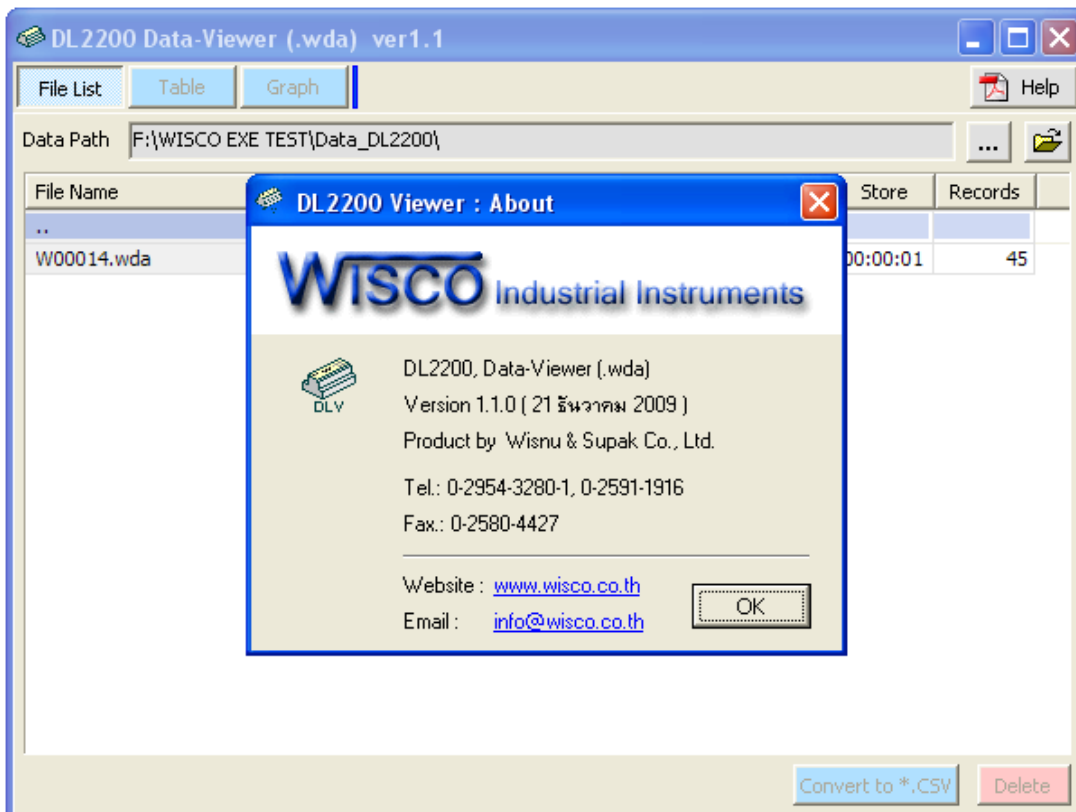 DL2200 Data-Viewer (.wda) ver1.1
File List Table Graph Help
Data Path F:\WISCO EXE TEST\Data_DL2200\ ...
File Name Store Records
..
W00014.wda 00:00:01 45
DL2200 Viewer : About
WISCO Industrial Instruments
DLV
DL2200, Data-Viewer (.wda)
Version 1.1.0 ( 21 ธันวาคม 2009 )
Product by Wisnu & Supak Co., Ltd.
Tel.: 0-2954-3280-1, 0-2591-1916
Fax.: 0-2580-4427
Website : www.wisco.co.th
Email : info@wisco.co.th
OK
Convert to *.CSV Delete